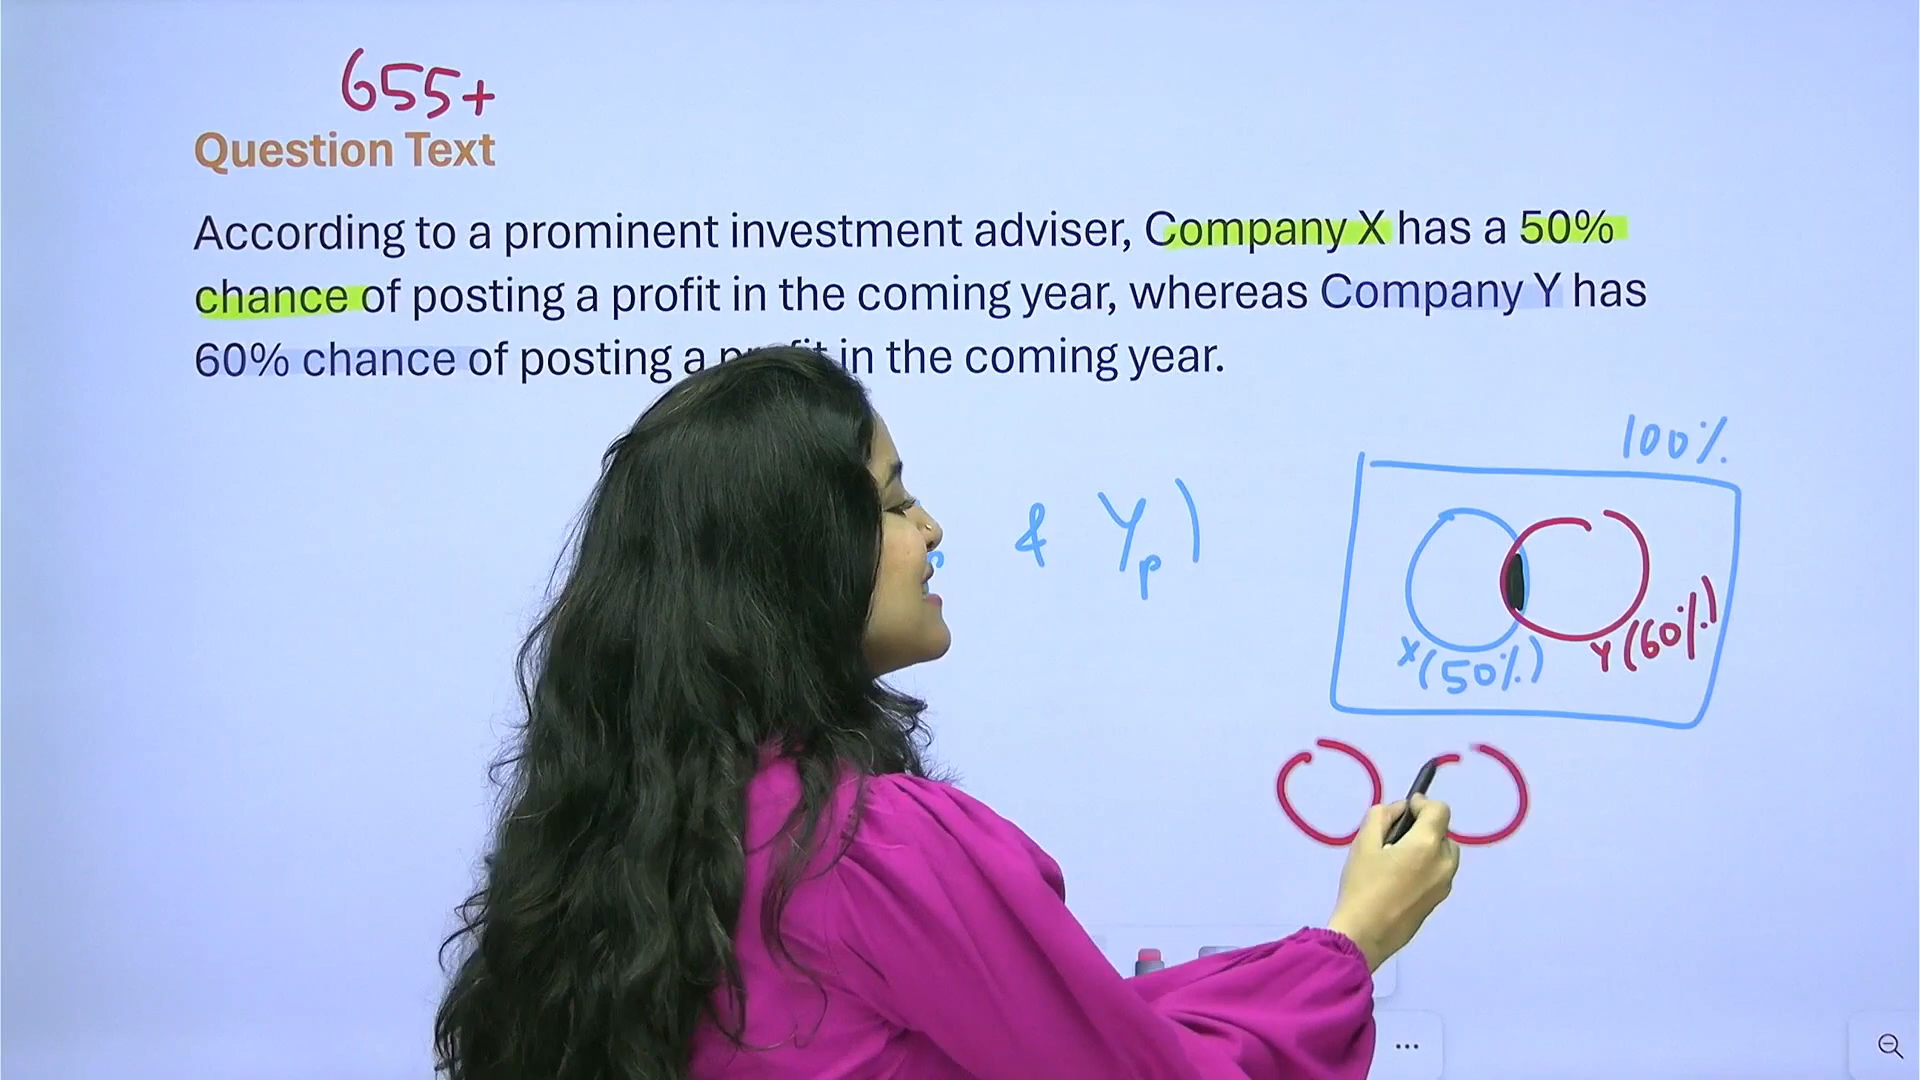 655+
Question Text
According to a prominent investment adviser, Company X has a 50%
chance of posting a profit in the coming year, whereas Company Y has
60% chance of posting a in the coming year.
100%
& Yp)
X (50%)
Y (60%)